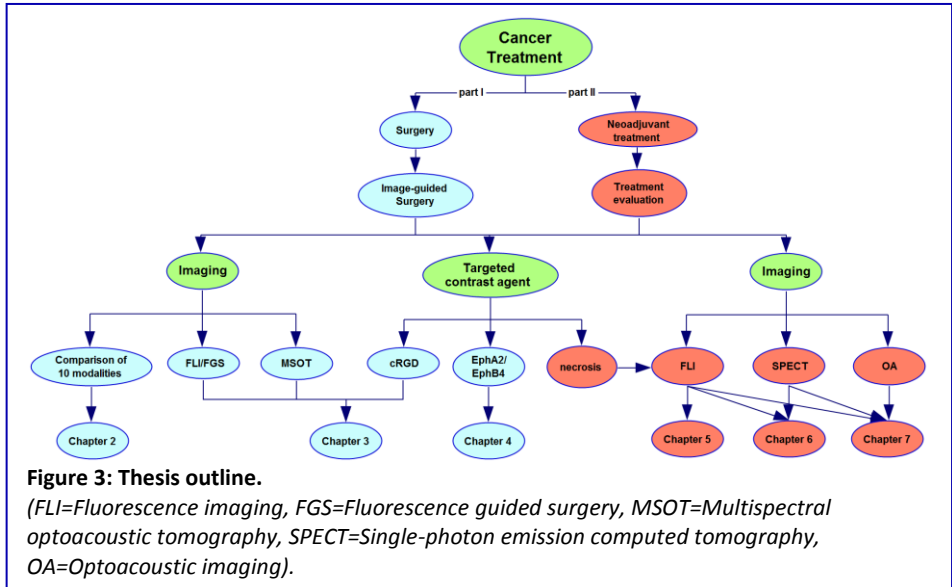 Cancer
Treatment
part I
part II
Surgery
Neoadjuvant
treatment
Image-guided
Surgery
Treatment
evaluation
Imaging
Targeted
contrast agent
Imaging
Comparison of
10 modalities
FLI/FGS
MSOT
cRGD
EphA2/
EphB4
necrosis
FLI
SPECT
OA
Chapter 2
Chapter 3
Chapter 4
Chapter 5
Chapter 6
Chapter 7
Figure 3: Thesis outline.
(FLI=Fluorescence imaging, FGS=Fluorescence guided surgery, MSOT=Multispectral
optoacoustic tomography, SPECT=Single-photon emission computed tomography,
OA=Optoacoustic imaging).